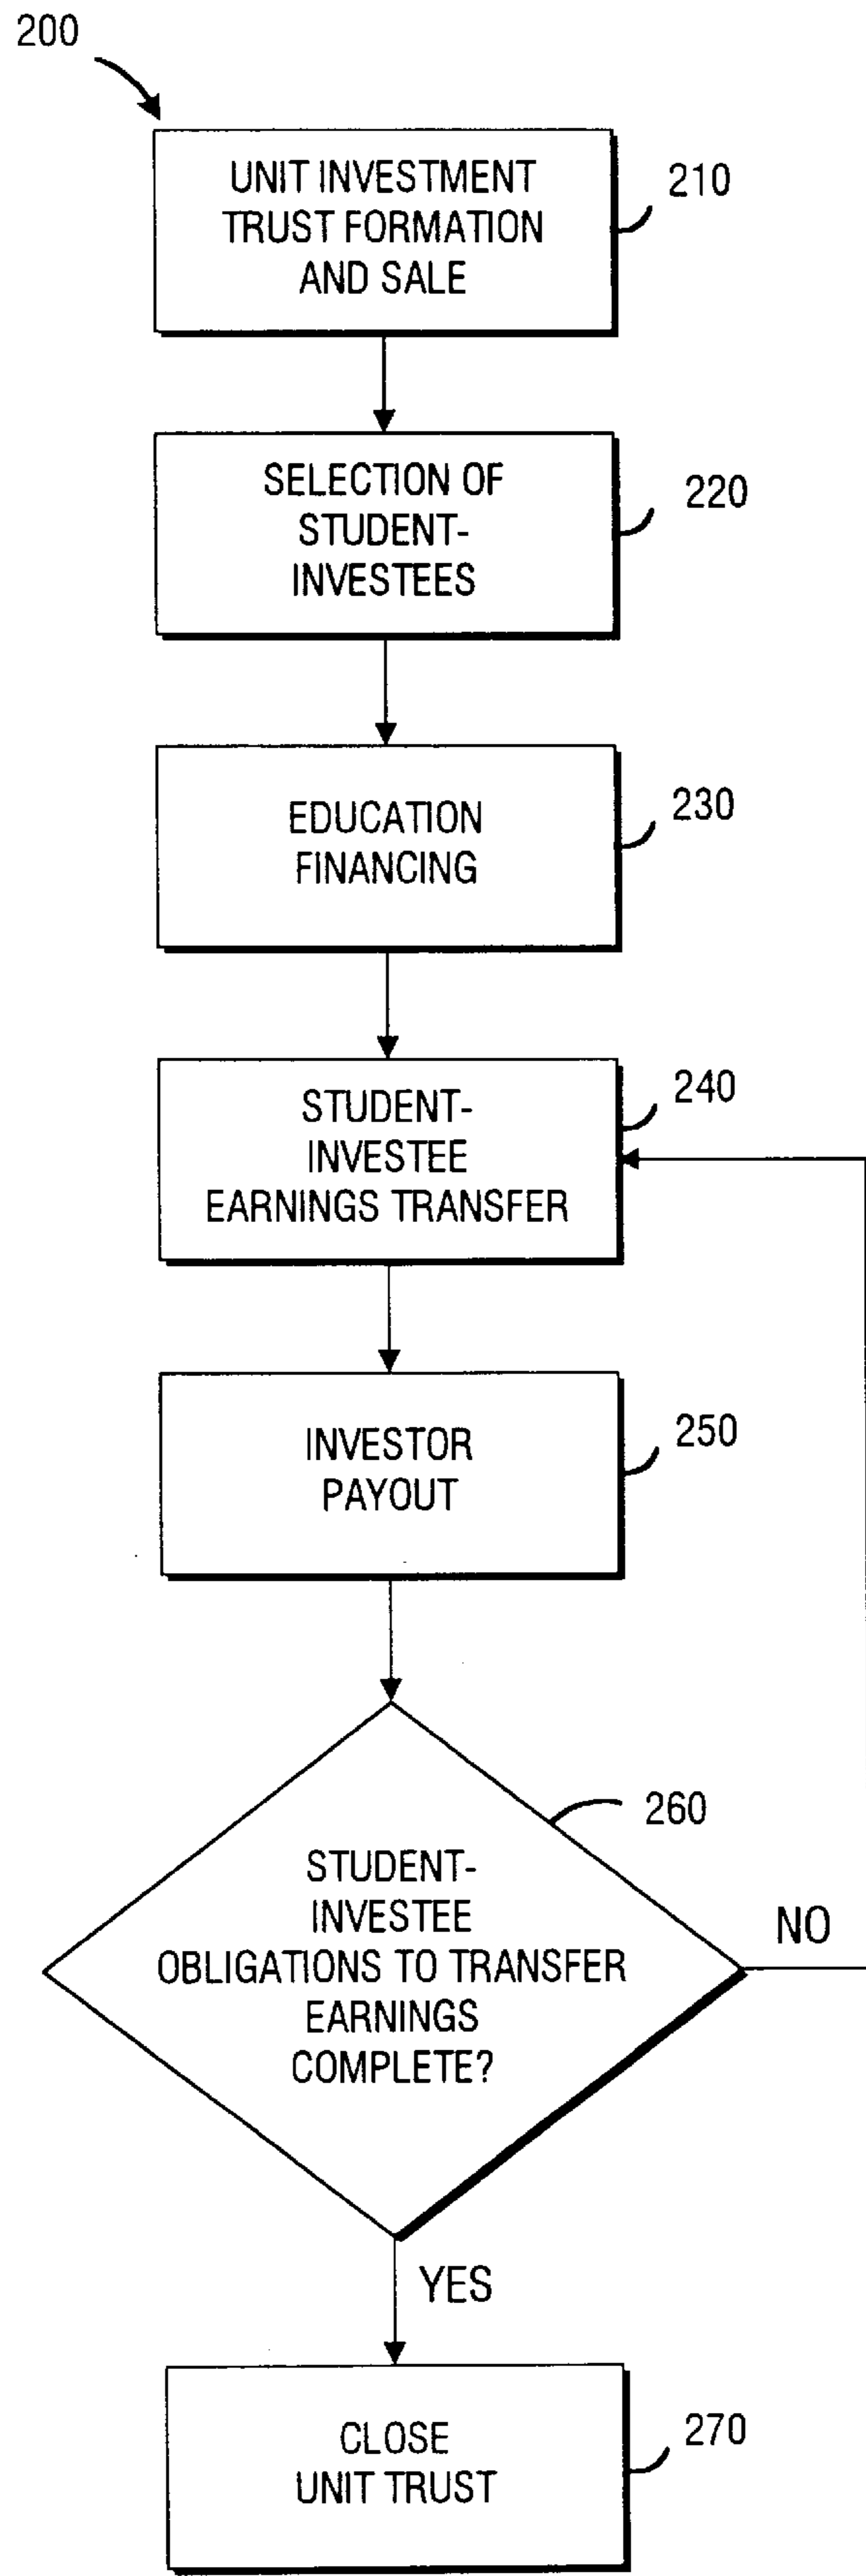 200
UNIT INVESTMENT
TRUST FORMATION
AND SALE
210
SELECTION OF
STUDENT-
INVESTEES
220
EDUCATION
FINANCING
230
STUDENT-
INVESTEE
EARNINGS TRANSFER
240
INVESTOR
PAYOUT
250
STUDENT-
INVESTEE
OBLIGATIONS TO TRANSFER
EARNINGS
COMPLETE?
260
NO
YES
CLOSE
UNIT TRUST
270